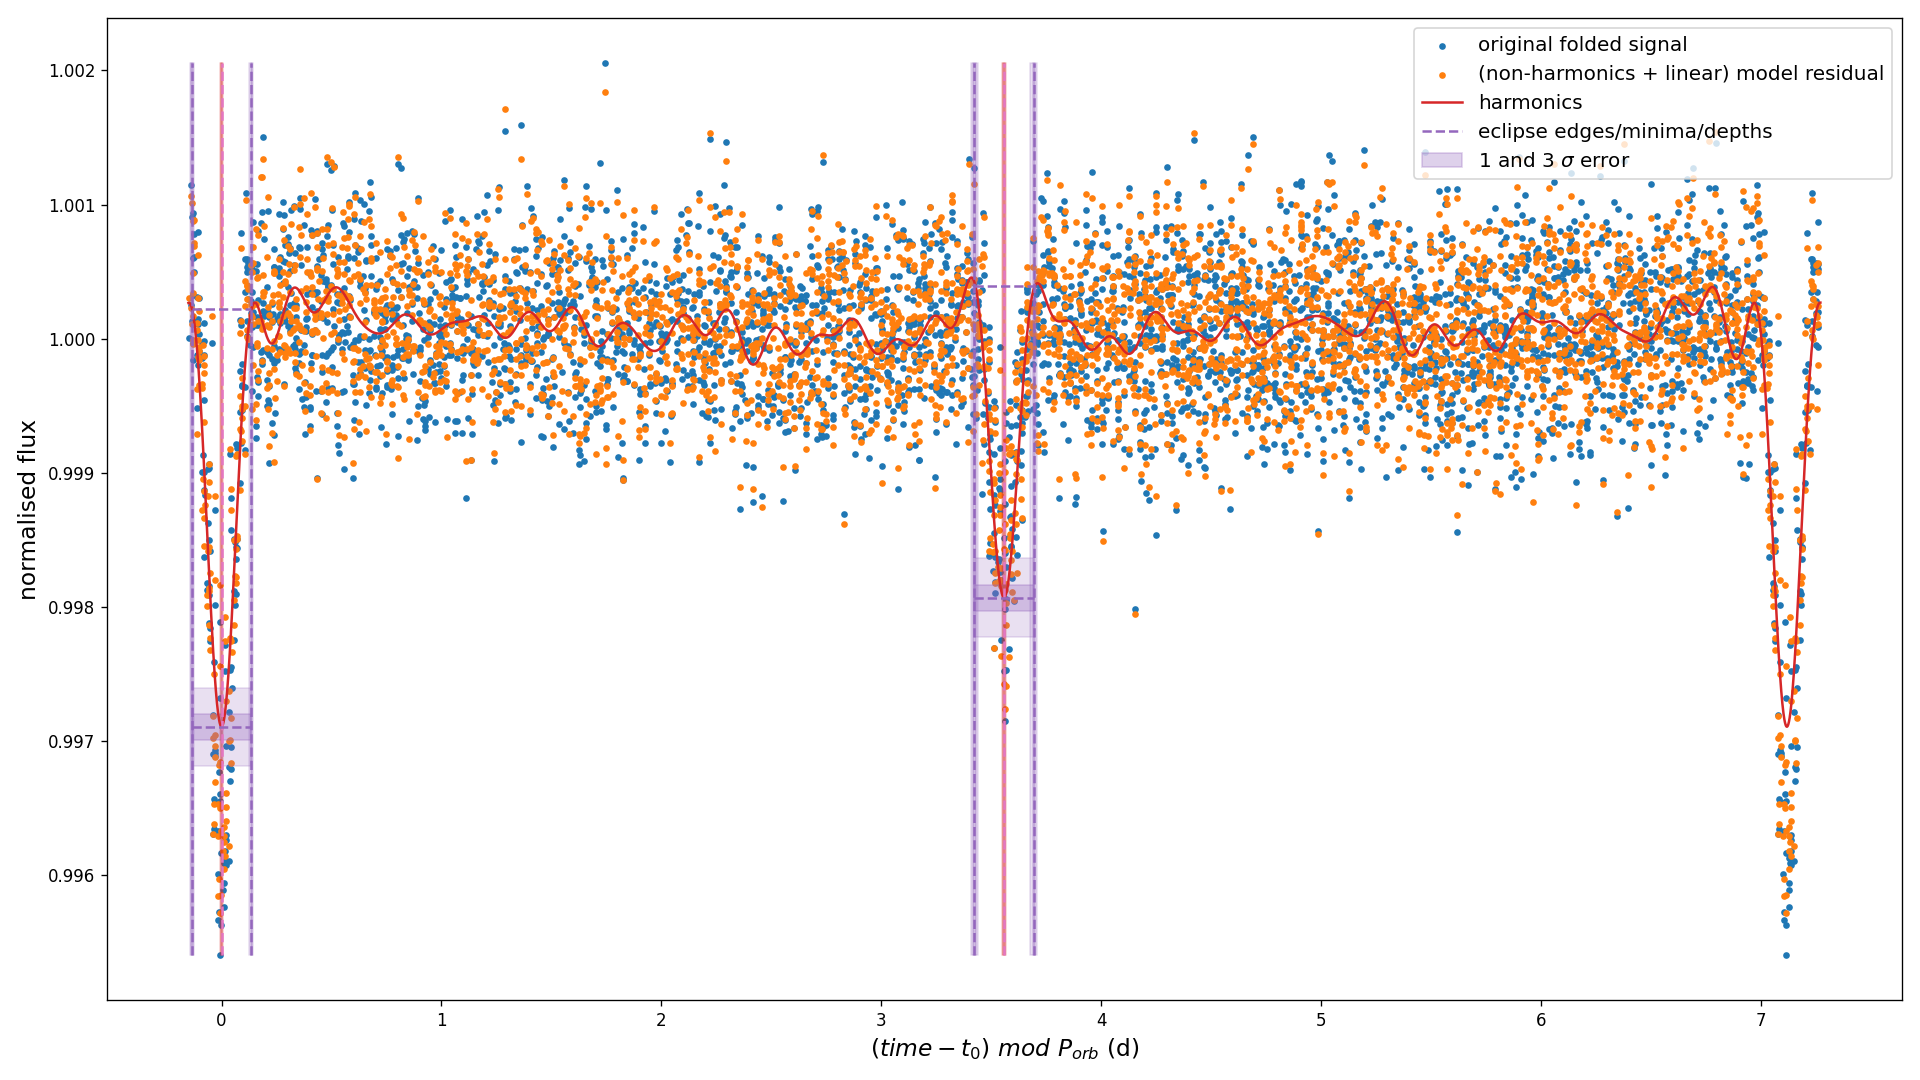 original folded signal
(non-harmonics + linear) model residual
harmonics
eclipse edges/minima/depths
1 and 3 σ error
normalised flux
1.002
1.001
1.000
0.999
0.998
0.997
0.996
0 1 2 3 4 5 6 7
(time − t₀) mod P_orb (d)